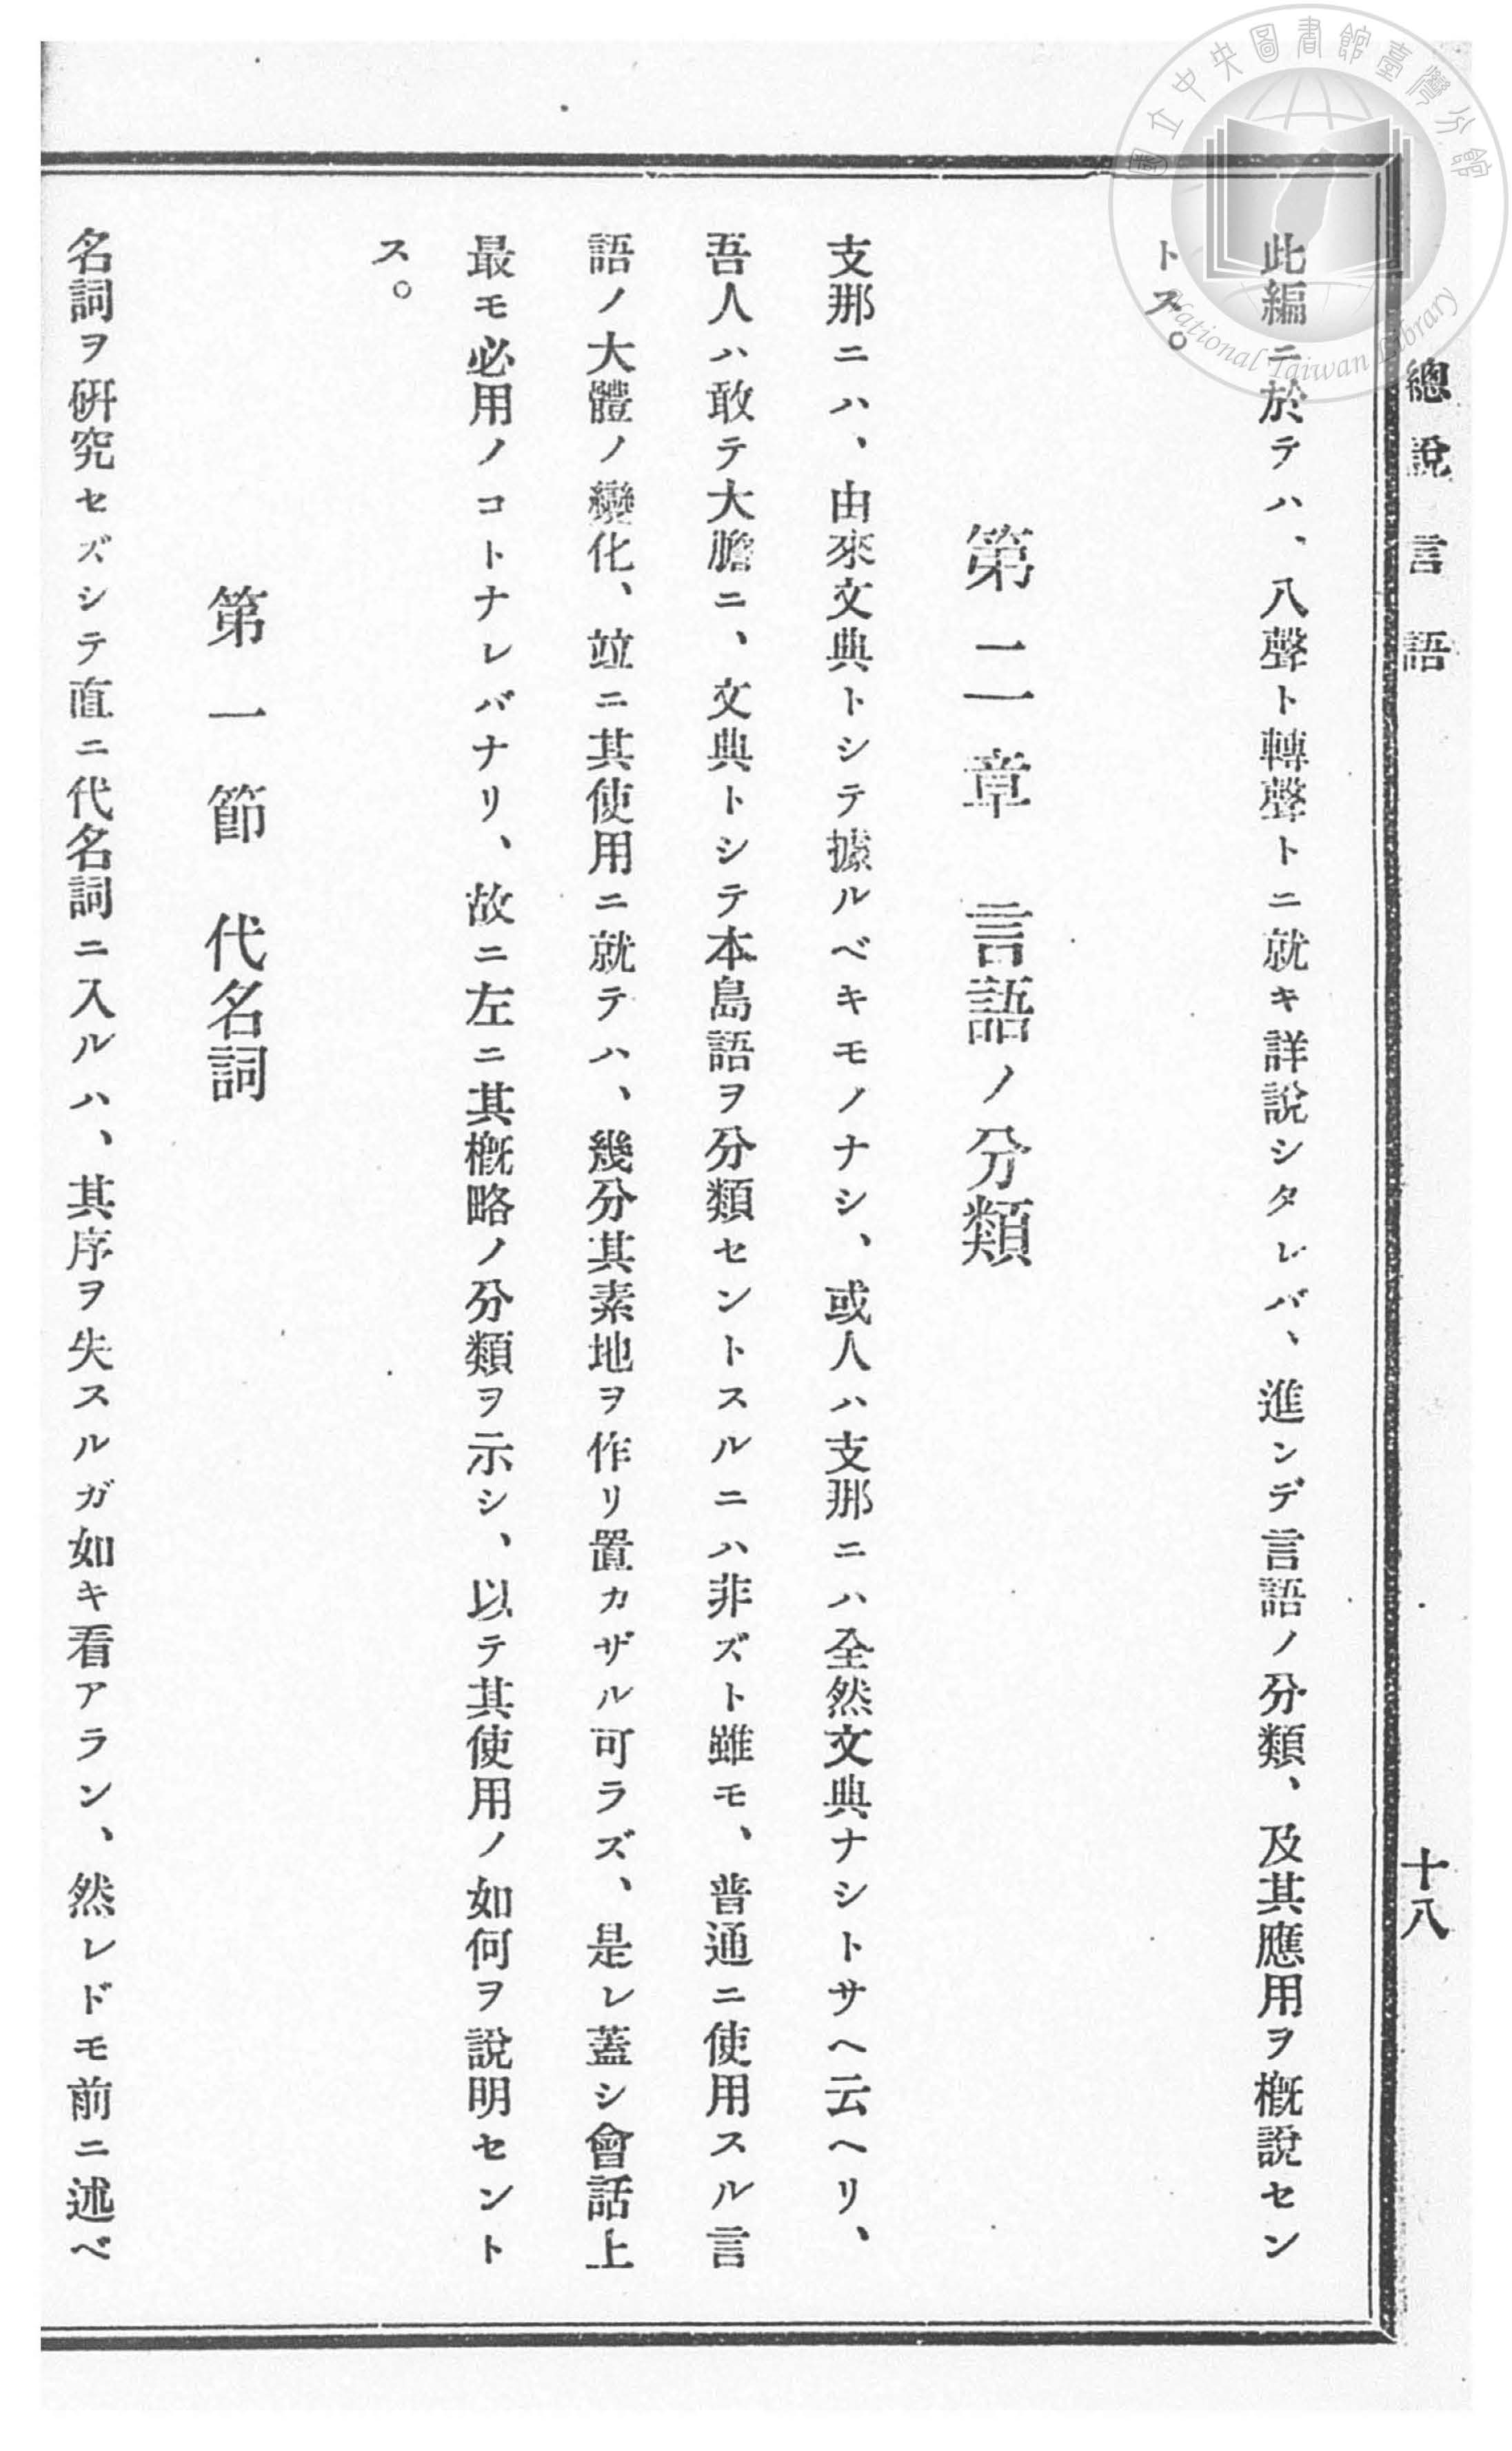 國立中央圖書館臺灣分館
National Taiwan Library
總說 言語
十八
此編ニ於テハ、八聲ト轉聲トニ就キ詳說シタレバ、進ンデ言語ノ分類、及其應用ヲ槪說セン
トス。
第二章 言語ノ分類
支那ニハ、由來文典トシテ據ルベキモノナシ、或人ハ支那ニハ全然文典ナシトサヘ云ヘリ、
吾人ハ敢テ大膽ニ、文典トシテ本島語ヲ分類セントスルニハ非ズト雖モ、普通ニ使用スル言
語ノ大體ノ變化、竝ニ其使用ニ就テハ、幾分其素地ヲ作リ置カザル可ラズ、是レ蓋シ會話上
最モ必用ノコトナレバナリ、故ニ左ニ其槪略ノ分類ヲ示シ、以テ其使用ノ如何ヲ說明セント
ス。
第一節 代名詞
名詞ヲ硏究セズシテ直ニ代名詞ニ入ルハ、其序ヲ失スルガ如キ看アラン、然レドモ前ニ述ベ